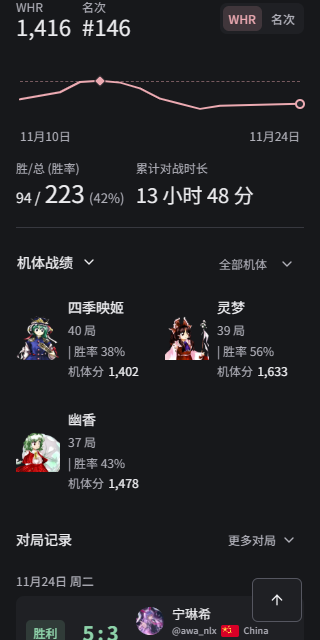 WHR 名次
1,416 #146
WHR 名次
11月10日 11月24日
胜/总 (胜率) 累计对战时长
94 / 223 (42%) 13 小时 48 分
机体战绩 全部机体
四季映姬
40 局
| 胜率 38%
机体分 1,402
灵梦
39 局
| 胜率 56%
机体分 1,633
幽香
37 局
| 胜率 43%
机体分 1,478
对局记录 更多对局
11月24日 周二
胜利 5:3 宁琳希
@awa_nlx China